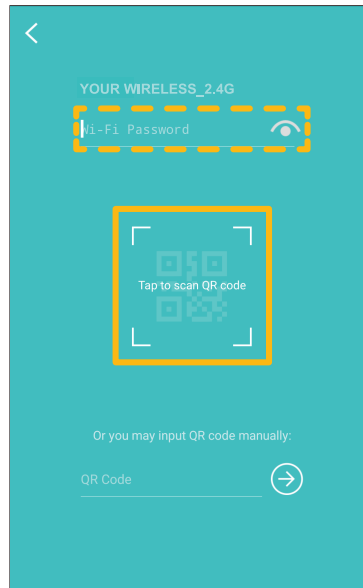 YOUR WIRELESS_2.4G
Wi-Fi Password
Tap to scan QR code
Or you may input QR code manually:
QR Code